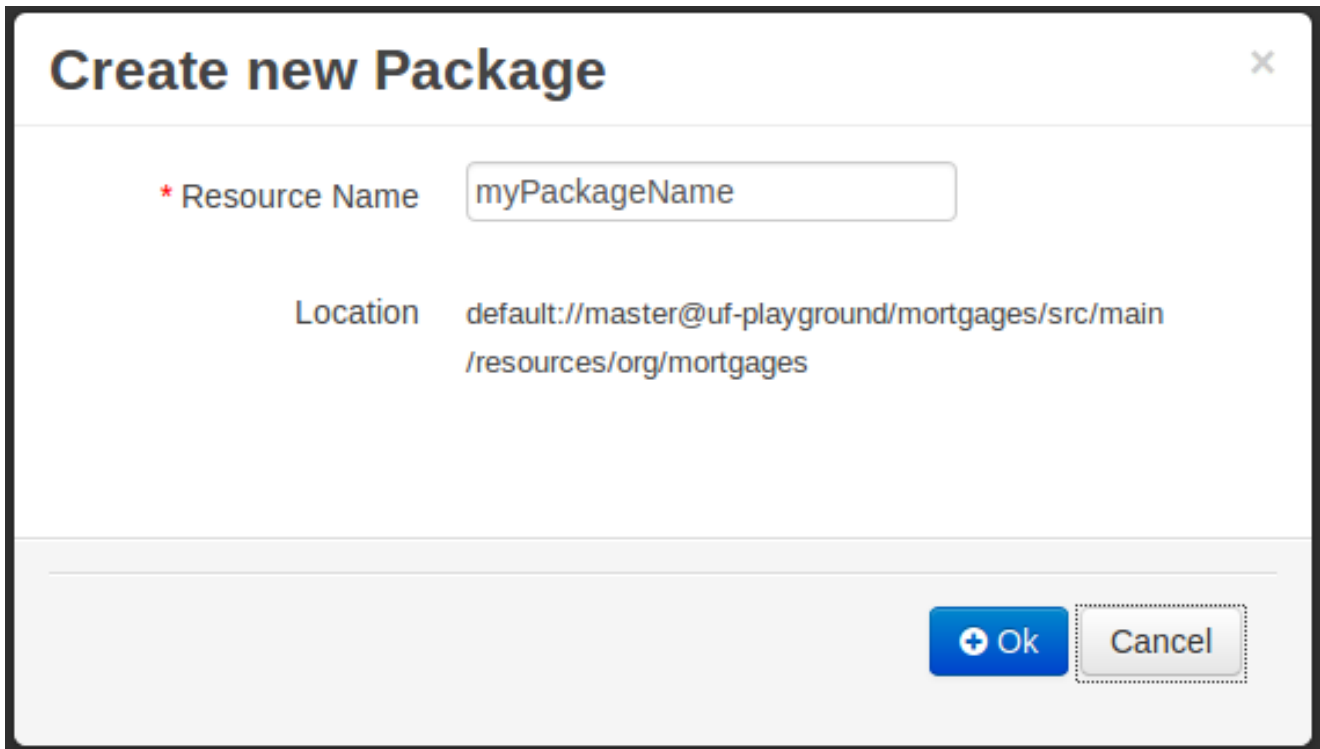 Create new Package ×
* Resource Name myPackageName
Location default://master@uf-playground/mortgages/src/main
/resources/org/mortgages
Ok Cancel